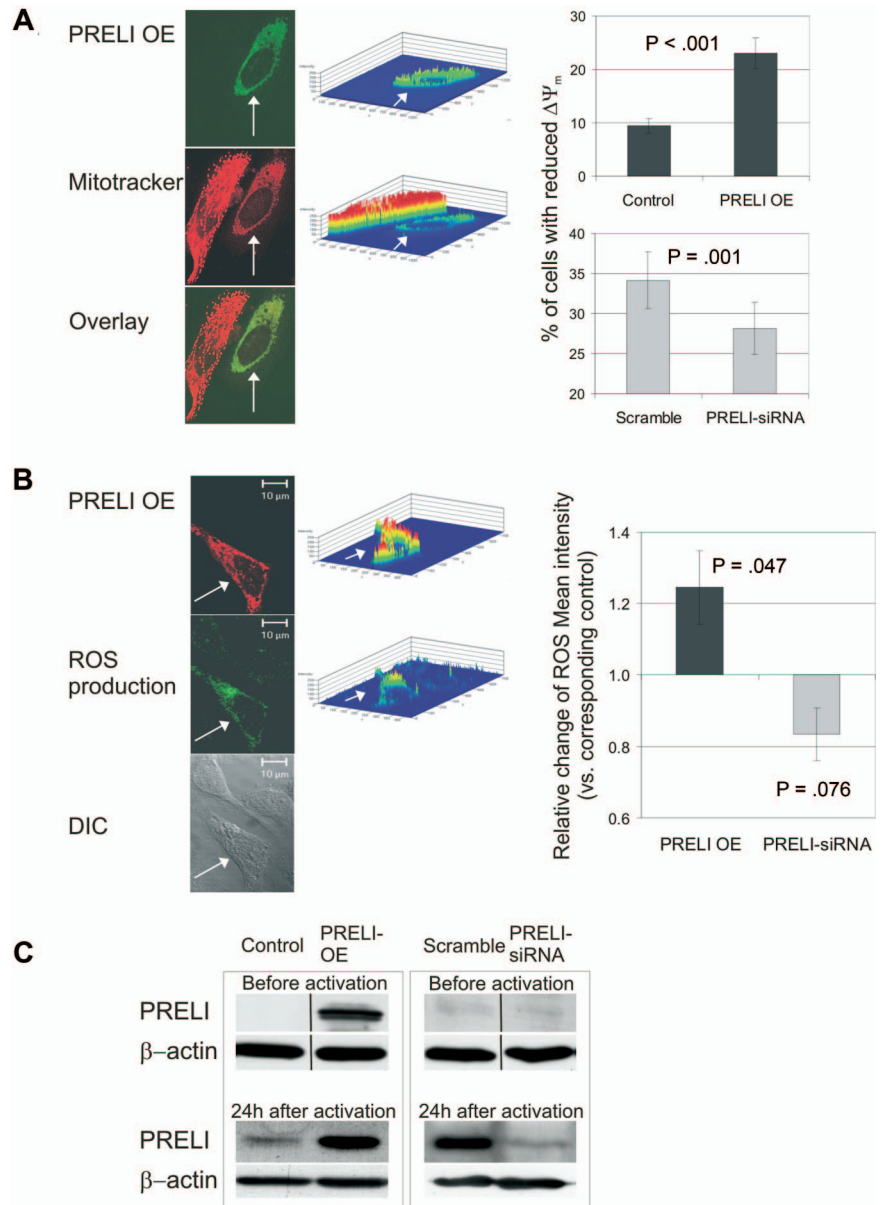 A
PRELI OE
Mitotracker
Overlay
intensity
intensity
% of cells with reduced ΔΨm
30
20
10
0
P < .001
Control PRELI OE
40
35
30
25
20
P = .001
Scramble PRELI-siRNA
B
PRELI OE
10 µm
ROS
production
10 µm
DIC
10 µm
intensity
intensity
Relative change of ROS Mean intensity
(vs. corresponding control)
1.4
1.2
1.0
0.8
0.6
P = .047
P = .076
PRELI OE PRELI-siRNA
C
Control PRELI-
OE
Scramble PRELI-
siRNA
Before activation
Before activation
PRELI
β–actin
24h after activation
24h after activation
PRELI
β–actin